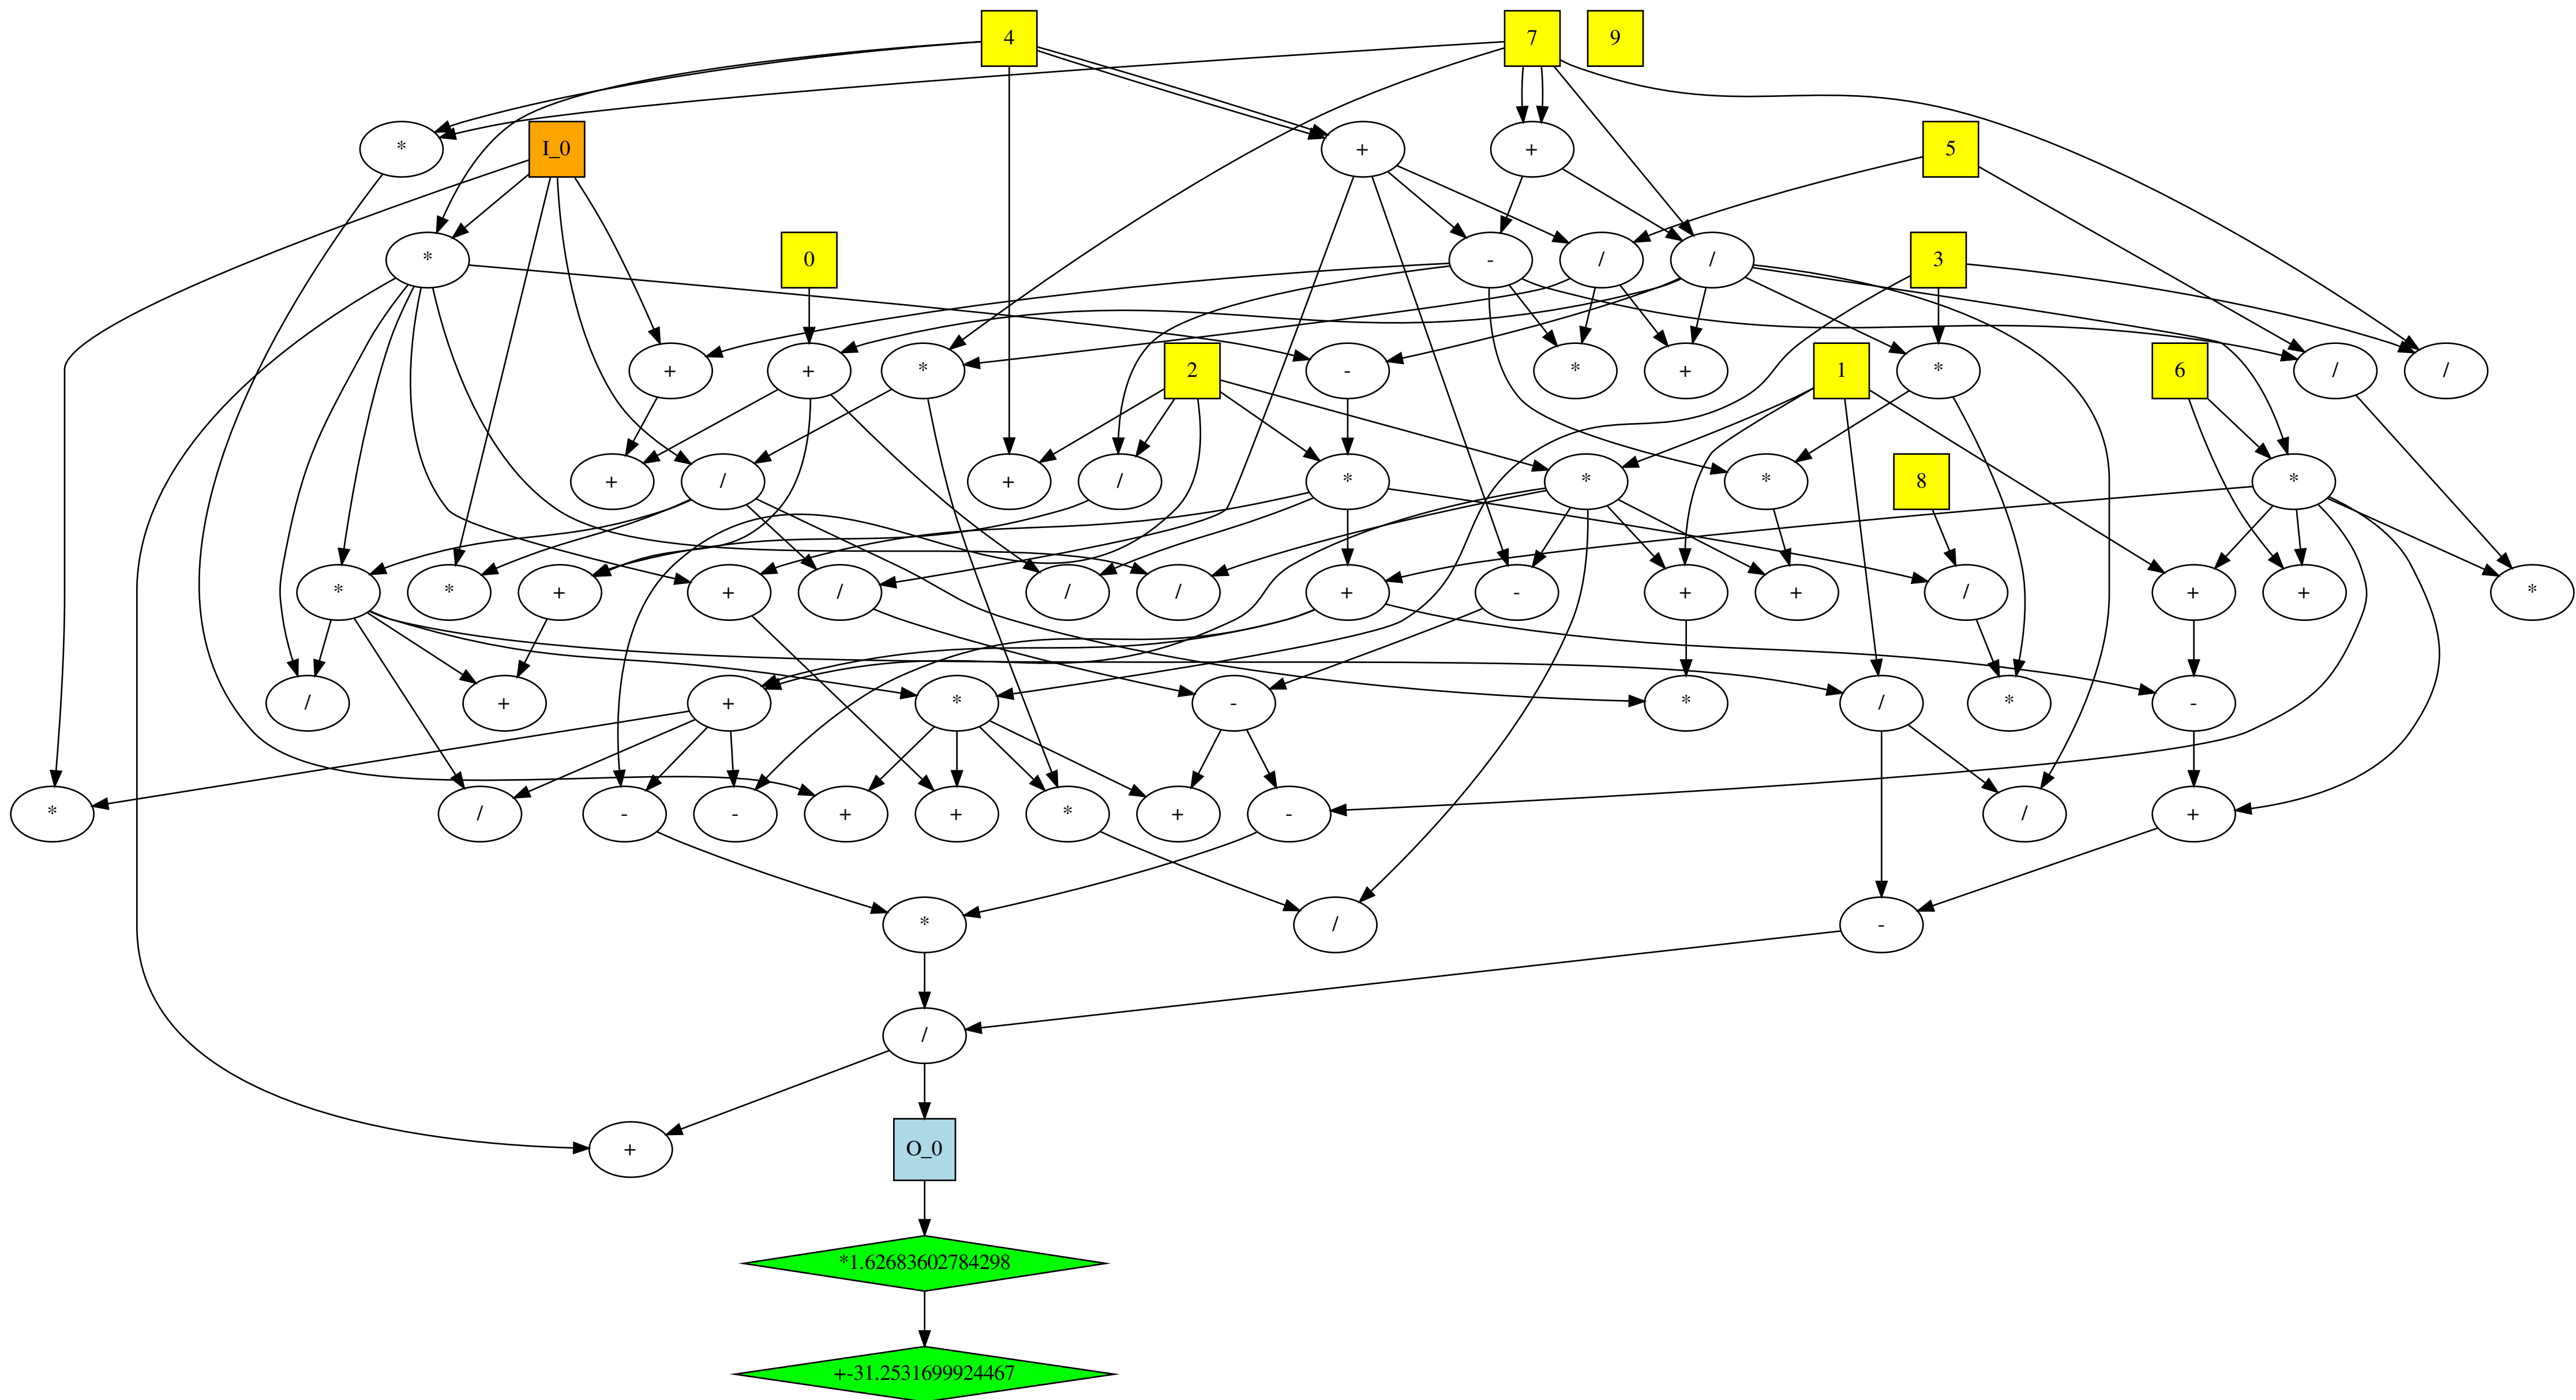 4 7 9
* I_0 + + 5
* 0 - / / 3
+ + * 2 - * + 1 * 6 / /
+ / + / * * * 8 *
* * + + / / / + - + + / + + *
/ + + * - * / * -
* / - - + + * + - / +
* / -
/
+ O_0
*1.62683602784298
+-31.2531699924467